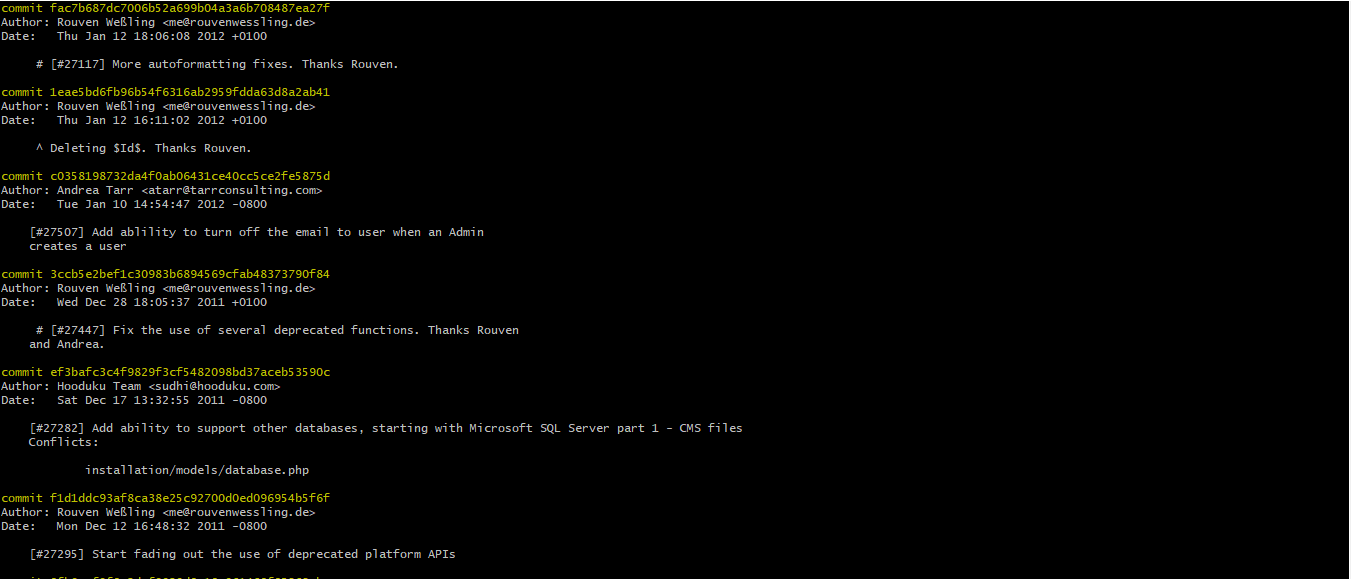 commit fac7b687dc7006b52a699b04a3a6b708487ea27f
Author: Rouven Weßling <me@rouvenwessling.de>
Date:   Thu Jan 12 18:06:08 2012 +0100
# [#27117] More autoformatting fixes. Thanks Rouven.
commit 1eae5bd6fb96b54f6316ab2959fdda63d8a2ab41
Author: Rouven Weßling <me@rouvenwessling.de>
Date:   Thu Jan 12 16:11:02 2012 +0100
^ Deleting $Id$. Thanks Rouven.
commit c0358198732da4f0ab06431ce40cc5ce2fe5875d
Author: Andrea Tarr <atarr@tarrconsulting.com>
Date:   Tue Jan 10 14:54:47 2012 -0800
[#27507] Add ablility to turn off the email to user when an Admin
creates a user
commit 3ccb5e2bef1c30983b6894569cfab48373790f84
Author: Rouven Weßling <me@rouvenwessling.de>
Date:   Wed Dec 28 18:05:37 2011 +0100
# [#27447] Fix the use of several deprecated functions. Thanks Rouven
and Andrea.
commit ef3bafc3c4f9829f3cf5482098bd37aceb53590c
Author: Hooduku Team <sudhi@hooduku.com>
Date:   Sat Dec 17 13:32:55 2011 -0800
[#27282] Add ability to support other databases, starting with Microsoft SQL Server part 1 - CMS files
Conflicts:
installation/models/database.php
commit f1d1ddc93af8ca38e25c92700d0ed096954b5f6f
Author: Rouven Weßling <me@rouvenwessling.de>
Date:   Mon Dec 12 16:48:32 2011 -0800
[#27295] Start fading out the use of deprecated platform APIs